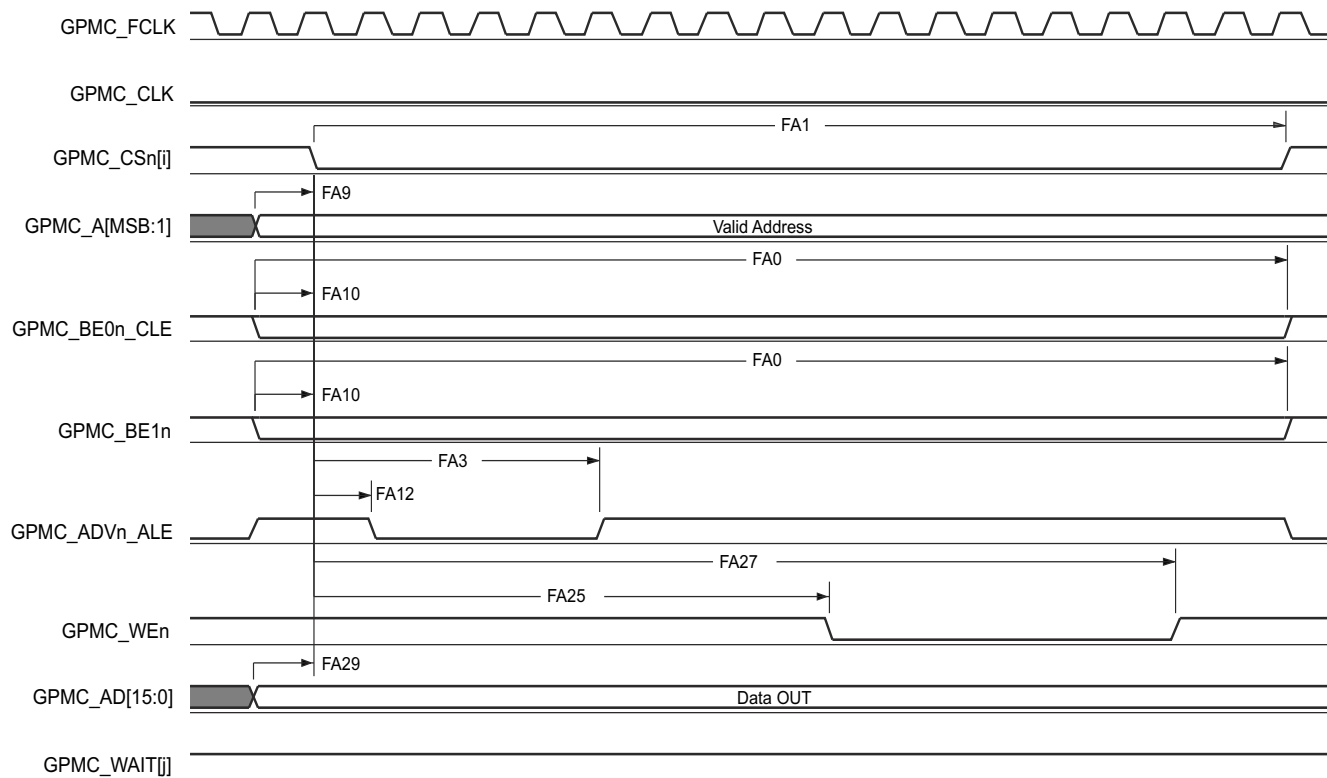 GPMC_FCLK
GPMC_CLK
FA1
GPMC_CSn[i]
FA9
GPMC_A[MSB:1]
Valid Address
FA0
FA10
GPMC_BE0n_CLE
FA0
FA10
GPMC_BE1n
FA3
FA12
GPMC_ADVn_ALE
FA27
FA25
GPMC_WEn
FA29
GPMC_AD[15:0]
Data OUT
GPMC_WAIT[j]